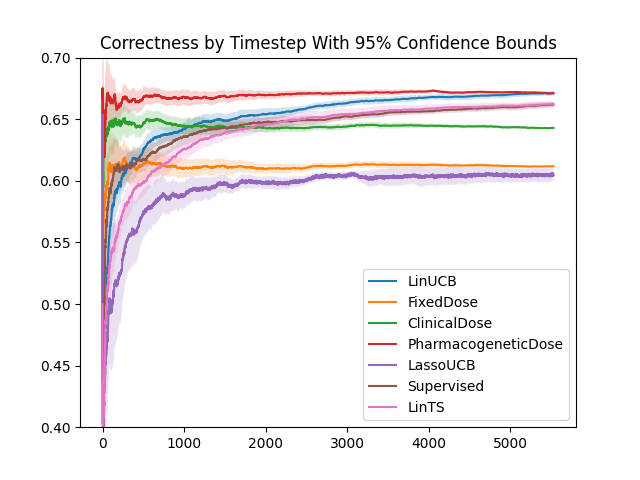 Correctness by Timestep With 95% Confidence Bounds
0.70
0.65
0.60
0.55
0.50
0.45
0.40
0 1000 2000 3000 4000 5000
LinUCB
FixedDose
ClinicalDose
PharmacogeneticDose
LassoUCB
Supervised
LinTS